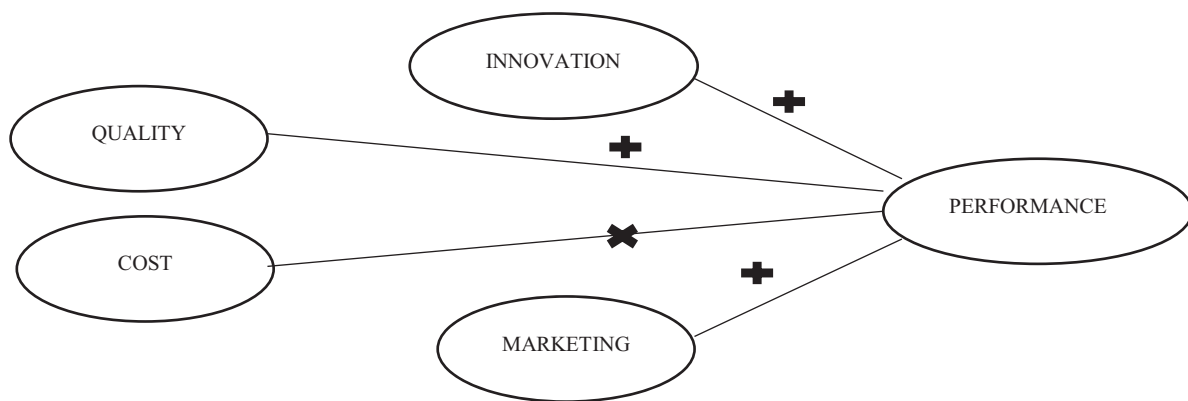 INNOVATION
QUALITY
PERFORMANCE
COST
MARKETING